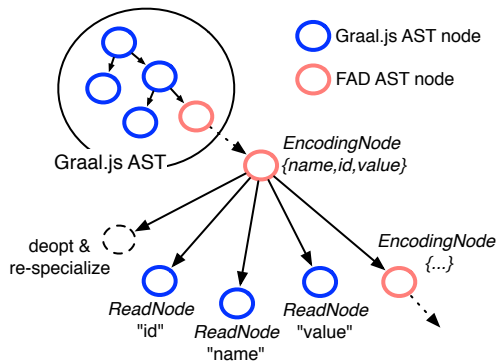 Graal.js AST node
FAD AST node
Graal.js AST
EncodingNode
{name,id,value}
deopt &
re-specialize
ReadNode
"id"
ReadNode
"name"
ReadNode
"value"
EncodingNode
{...}